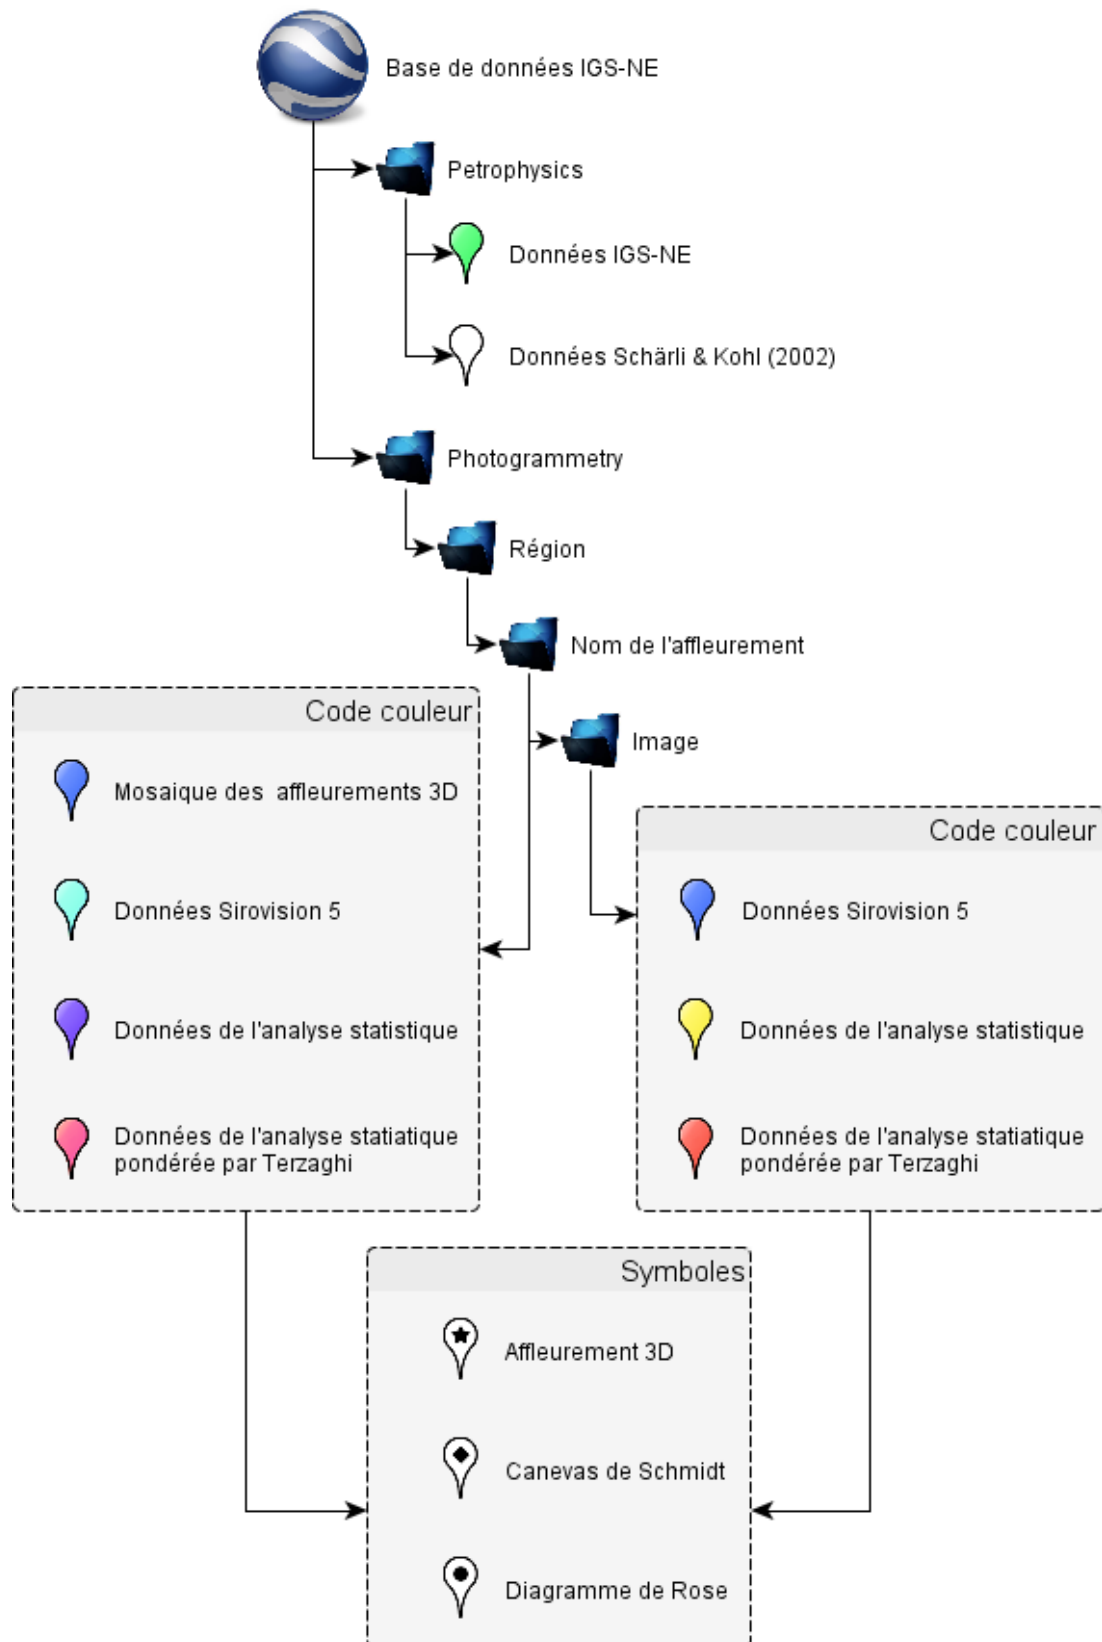 Base de données IGS-NE
Petrophysics
Données IGS-NE
Données Schärli & Kohl (2002)
Photogrammetry
Région
Nom de l'affleurement
Image
Code couleur
Mosaique des affleurements 3D
Données Sirovision 5
Données de l'analyse statistique
Données de l'analyse statiatique
pondérée par Terzaghi
Code couleur
Données Sirovision 5
Données de l'analyse statistique
Données de l'analyse statiatique
pondérée par Terzaghi
Symboles
Affleurement 3D
Canevas de Schmidt
Diagramme de Rose